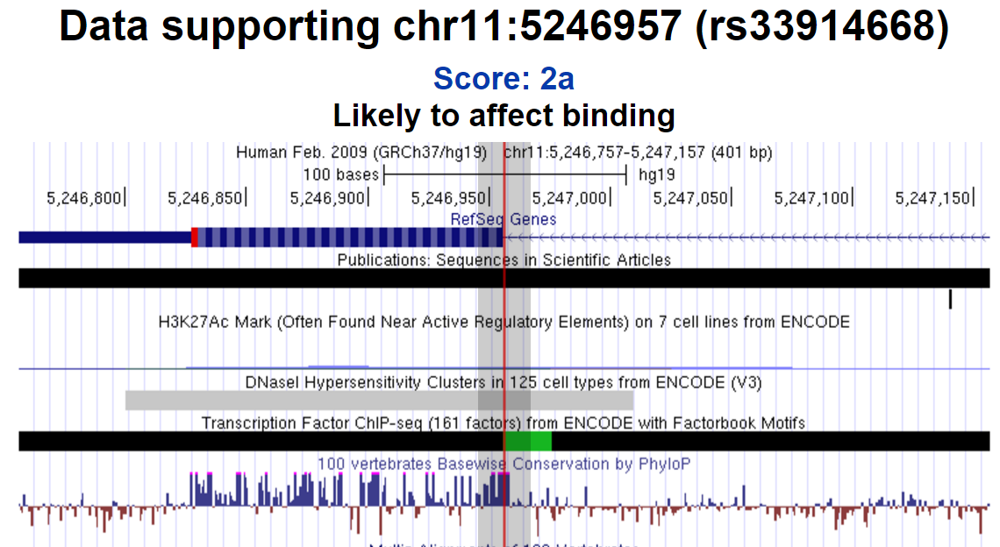 Data supporting chr11:5246957 (rs33914668)
Score: 2a
Likely to affect binding
Human Feb. 2009 (GRCh37/hg19) chr11:5,246,757-5,247,157 (401 bp)
100 bases hg19
5,246,800 5,246,850 5,246,900 5,246,950 5,247,000 5,247,050 5,247,100 5,247,150
RefSeq Genes
Publications: Sequences in Scientific Articles
H3K27Ac Mark (Often Found Near Active Regulatory Elements) on 7 cell lines from ENCODE
DNaseI Hypersensitivity Clusters in 125 cell types from ENCODE (V3)
Transcription Factor ChIP-seq (161 factors) from ENCODE with Factorbook Motifs
100 vertebrates Basewise Conservation by PhyloP